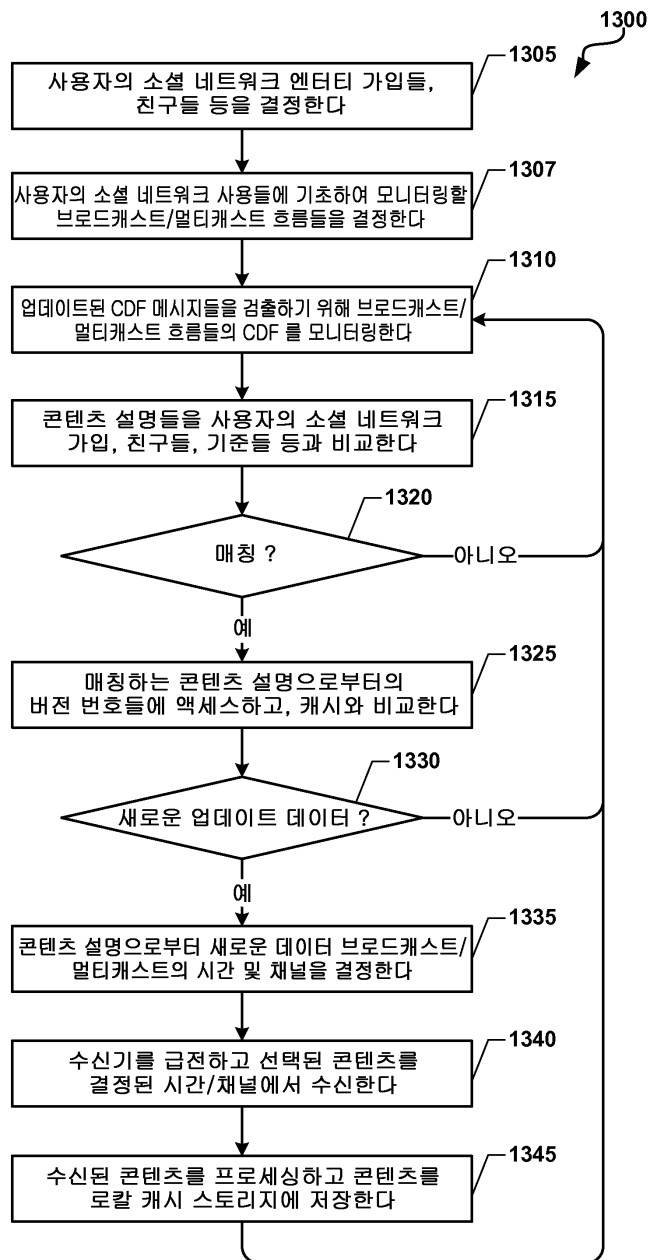 1300
1305
사용자의 소셜 네트워크 엔터티 가입들,
친구들 등을 결정한다
1307
사용자의 소셜 네트워크 사용들에 기초하여 모니터링할
브로드캐스트/멀티캐스트 흐름들을 결정한다
1310
업데이트된 CDF 메시지들을 검출하기 위해 브로드캐스트/
멀티캐스트 흐름들의 CDF 를 모니터링한다
1315
콘텐츠 설명들을 사용자의 소셜 네트워크
가입, 친구들, 기준들 등과 비교한다
1320
매칭 ?
아니오
예
1325
매칭하는 콘텐츠 설명으로부터의
버전 번호들에 액세스하고, 캐시와 비교한다
1330
새로운 업데이트 데이터 ?
아니오
예
1335
콘텐츠 설명으로부터 새로운 데이터 브로드캐스트/
멀티캐스트의 시간 및 채널을 결정한다
1340
수신기를 급전하고 선택된 콘텐츠를
결정된 시간/채널에서 수신한다
1345
수신된 콘텐츠를 프로세싱하고 콘텐츠를
로칼 캐시 스토리지에 저장한다